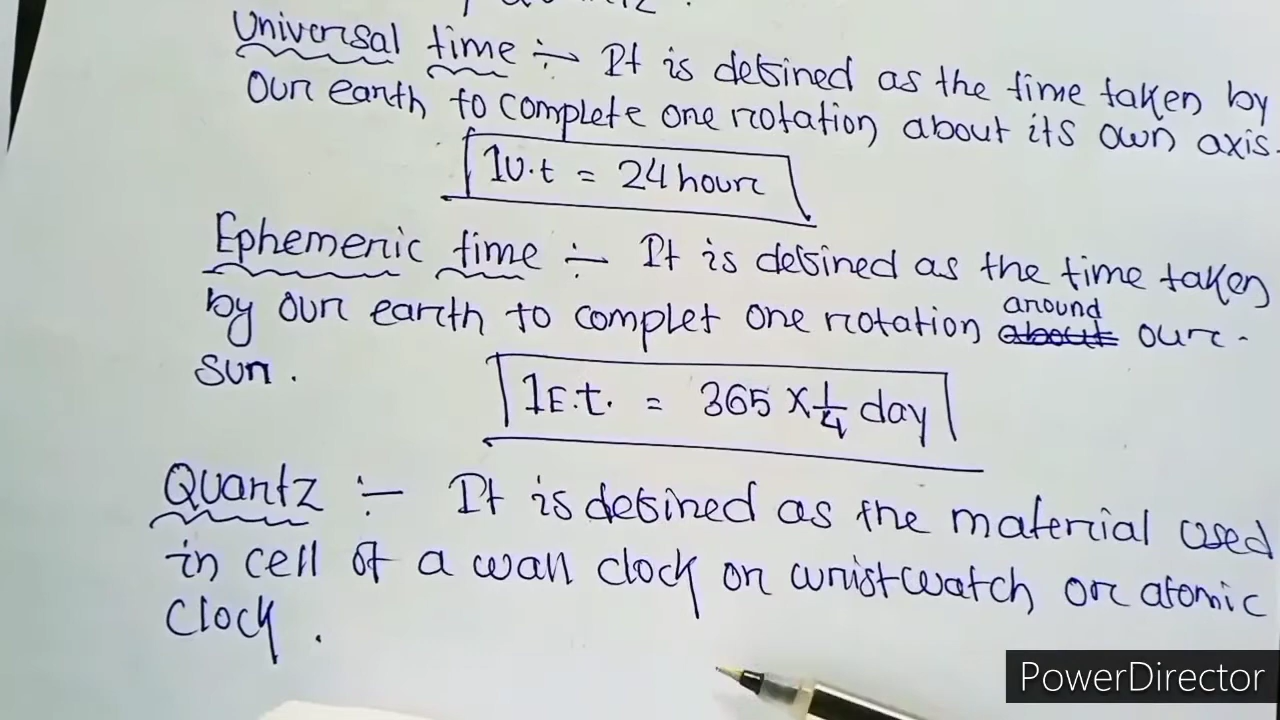 Universal time :- It is defined as the time taken by
our earth to complete one rotation about its own axis.
1U.t = 24 hour
Ephemeric time :- It is defined as the time taken
by our earth to complet one rotation around our
sun.
1E.t. = 365 × 1/4 day
Quartz :- It is defined as the material used
in cell of a wall clock or wristwatch or atomic
clock.
PowerDirector